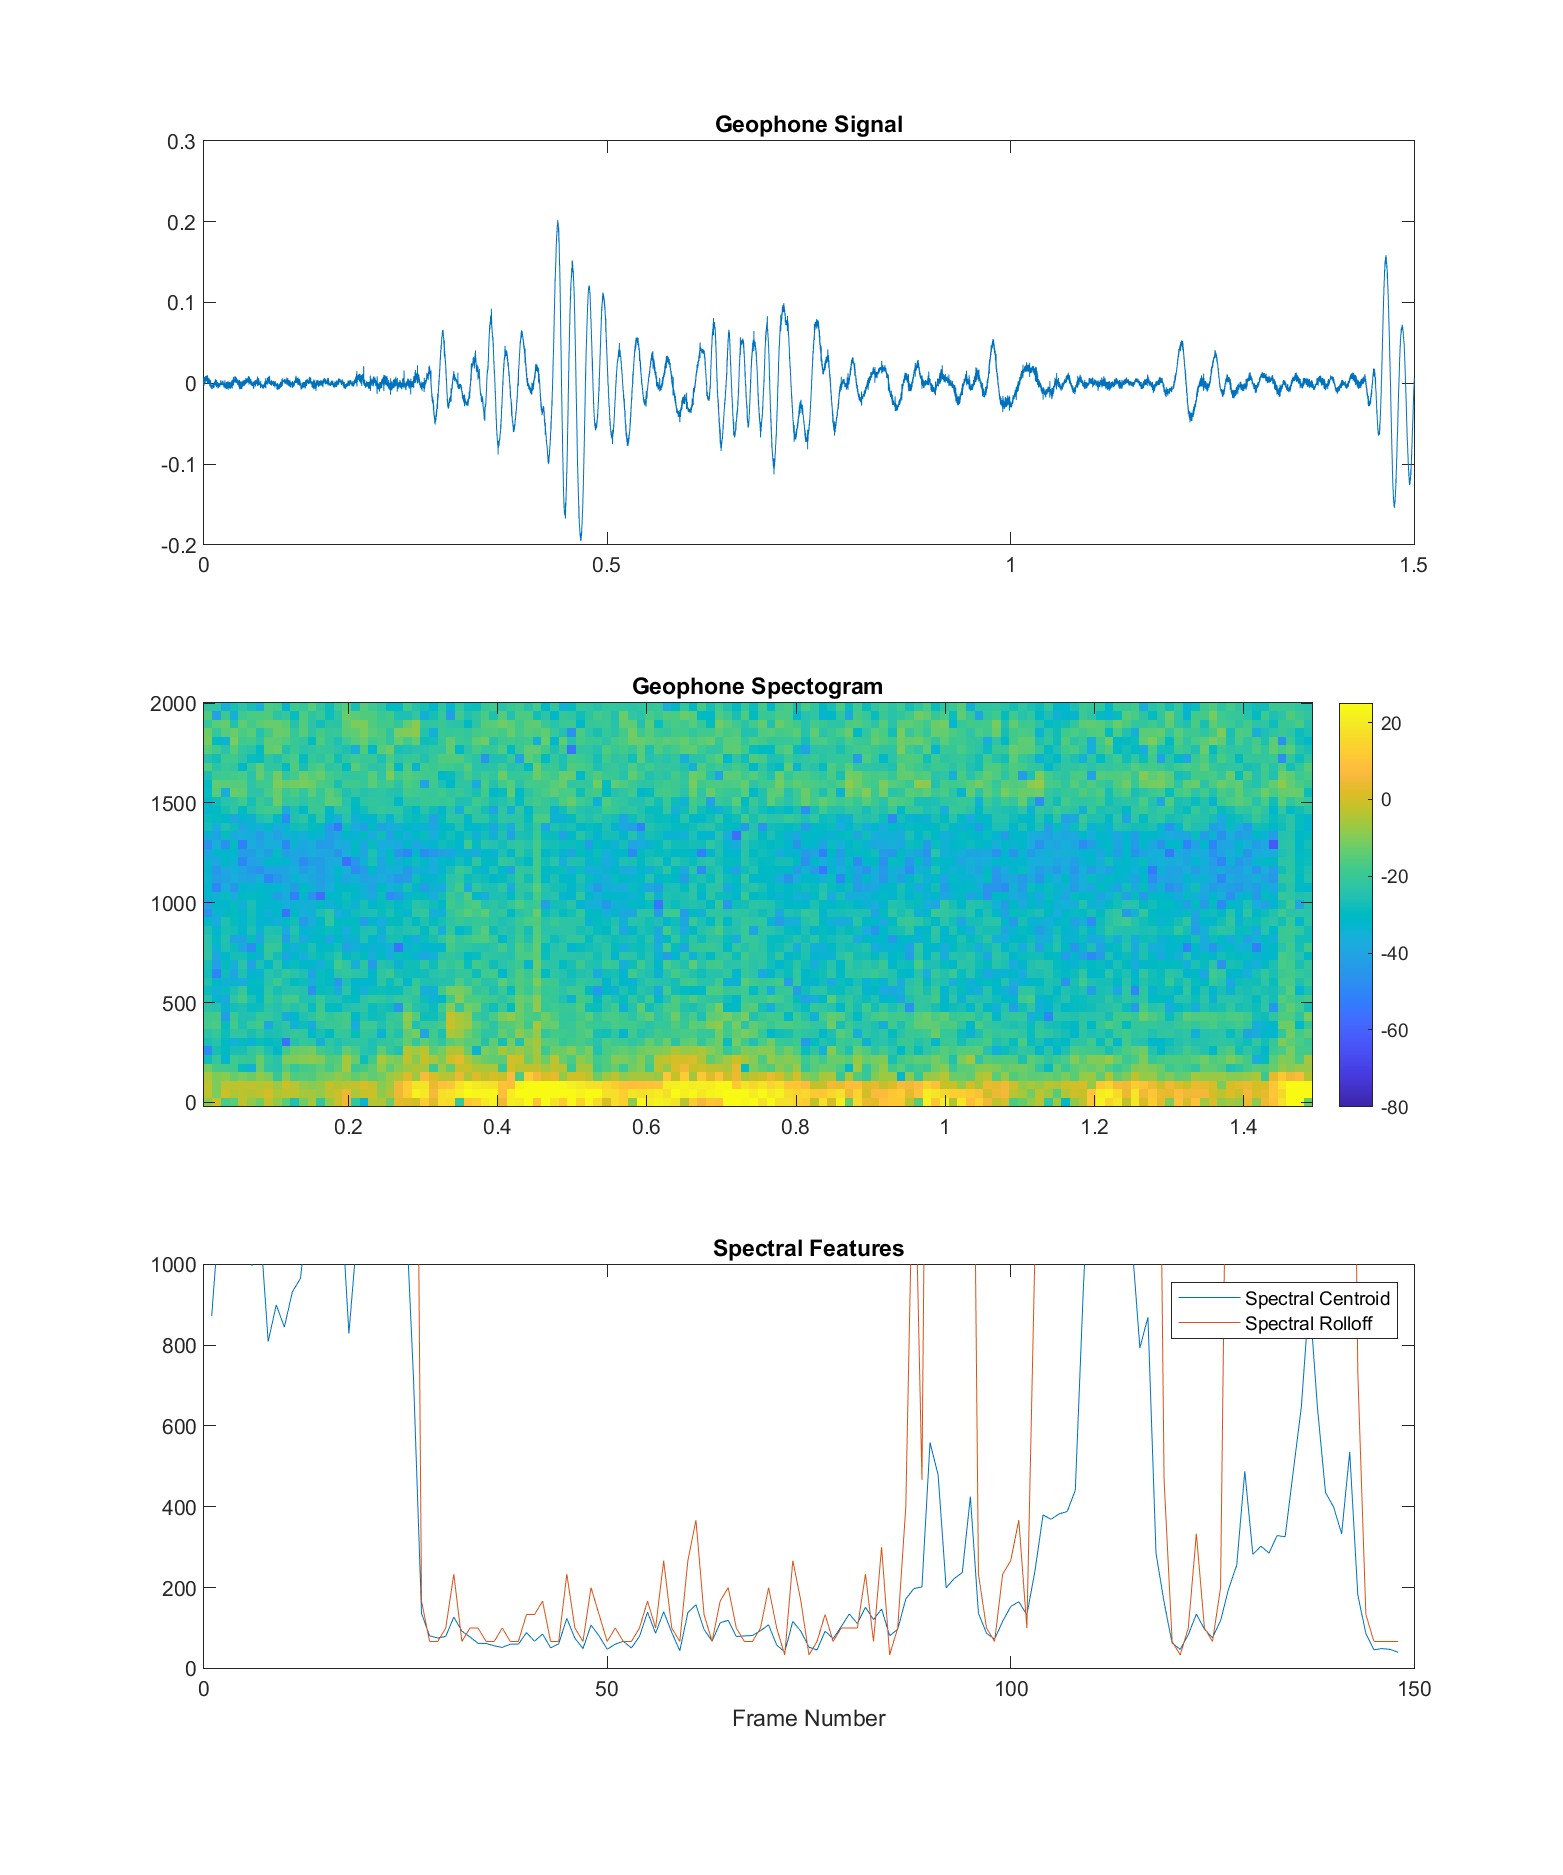 Geophone Signal
0.3
0.2
0.1
0
-0.1
-0.2
0 0.5 1 1.5
Geophone Spectogram
2000
1500
1000
500
0
0.2 0.4 0.6 0.8 1 1.2 1.4
20
0
-20
-40
-60
-80
Spectral Features
1000
800
600
400
200
0
Spectral Centroid
Spectral Rolloff
0 50 100 150
Frame Number